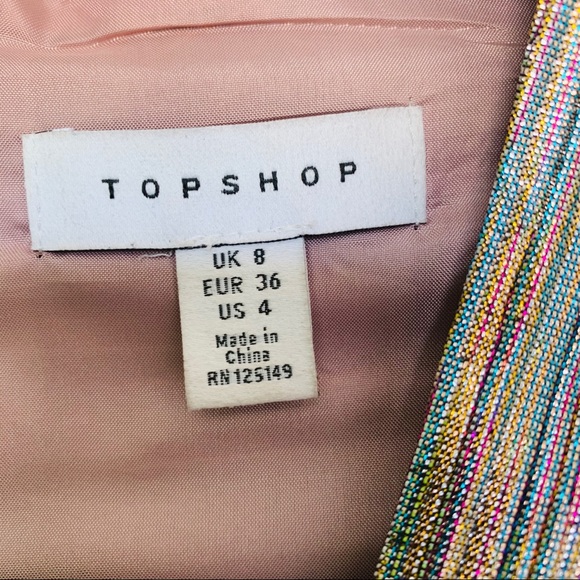 TOPSHOP
UK 8
EUR 36
US 4
Made in
China
RN125149